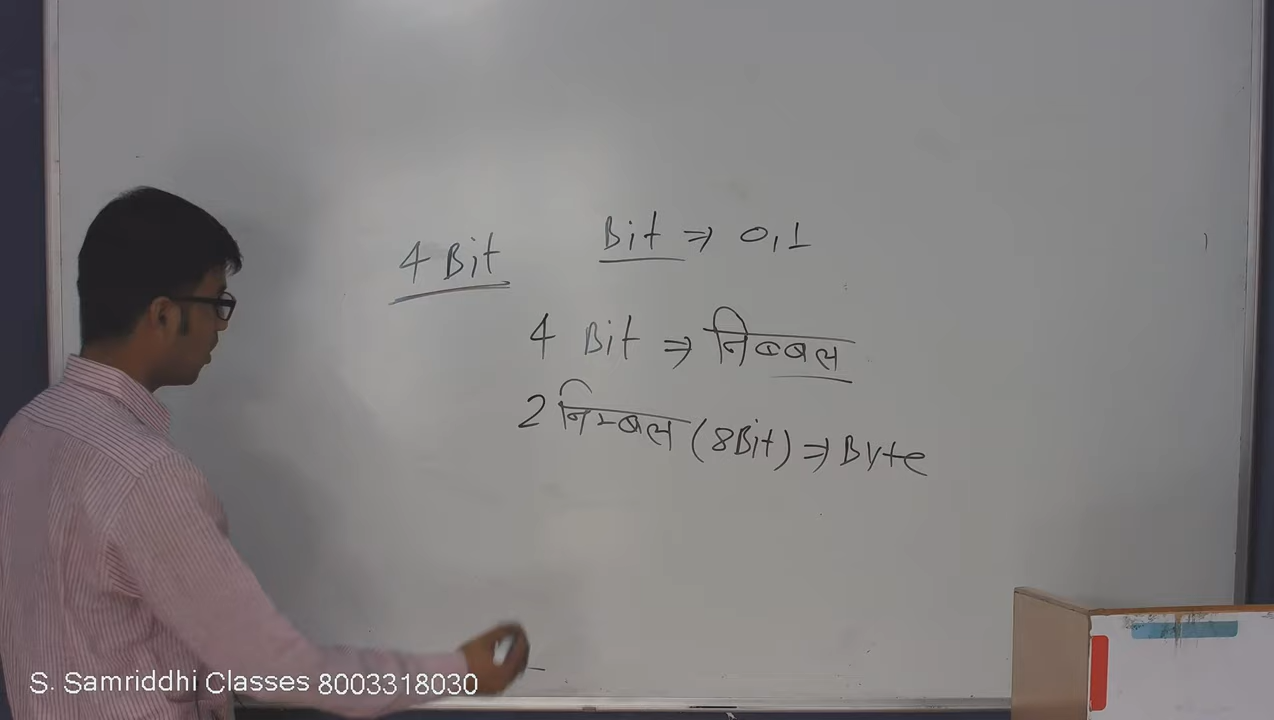 Bit ⇒ 0,1
4 Bit
4 Bit ⇒ निब्बल
2 निब्बल (8Bit) ⇒ Byte
S. Samriddhi Classes 8003318030